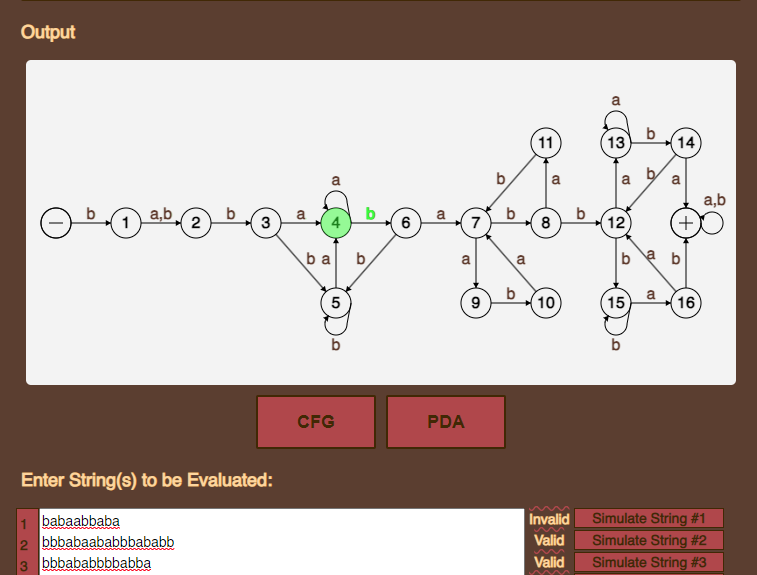 Output
a
11
13
b
14
b
a
a
b
a
a,b
a
−
b
1
a,b
2
b
3
a
4
b
6
a
7
b
8
b
12
+
b
a
b
a
a
b
a
b
5
9
b
10
15
a
16
b
b
CFG
PDA
Enter String(s) to be Evaluated:
1 babaabbaba Invalid Simulate String #1
2 bbbabaababbbababb Valid Simulate String #2
3 bbbababbbbabba Valid Simulate String #3